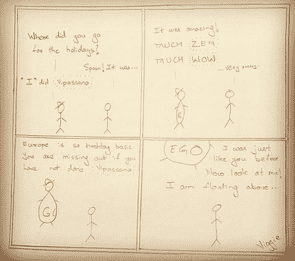 Where did you go
for the holidays?
Spain! It was...
"I" did Vipassana
It was amazing!
MUCH ZEN
MUCH WOW
...very nice.
G
Europe is so holiday basic
You are missing out if you
have not done Vipassana!
G
EGO
I was just
like you before
Now look at me!
I am floating above...